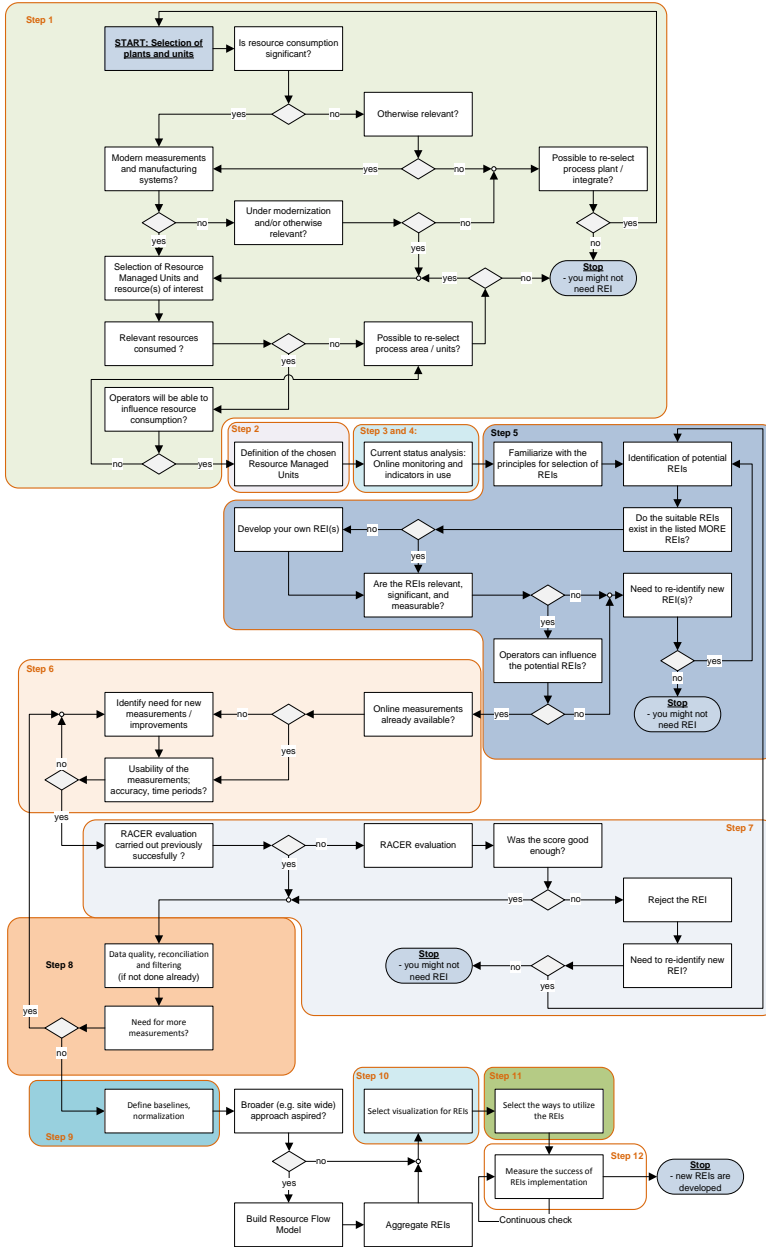 Step 1
START: Selection of
plants and units
Is resource consumption
significant?
yes
no
Otherwise relevant?
Modern measurements
and manufacturing
systems?
yes
no
Possible to re-select
process plant /
integrate?
no
Under modernization
and/or otherwise
relevant?
no
yes
yes
yes
no
Selection of Resource
Managed Units and
resource(s) of interest
yes
no
Stop
- you might not
need REI
Relevant resources
consumed ?
no
Possible to re-select
process area / units?
yes
Operators will be able to
influence resource
consumption?
no
yes
Step 2
Definition of the chosen
Resource Managed
Units
Step 3 and 4:
Current status analysis:
Online monitoring and
indicators in use
Step 5
Familiarize with the
principles for selection of
REIs
Identification of potential
REIs
Develop your own REI(s)
no
Do the suitable REIs
exist in the listed MORE
REIs?
yes
Are the REIs relevant,
significant, and
measurable?
no
Need to re-identify new
REI(s)?
yes
Operators can influence
the potential REIs?
yes
no
yes
no
Stop
- you might not
need REI
Step 6
Identify need for new
measurements /
improvements
no
Online measurements
already available?
yes
no
Usability of the
measurements;
accuracy, time periods?
yes
Step 7
RACER evaluation
carried out previously
succesfully ?
no
RACER evaluation
Was the score good
enough?
yes
yes
no
Reject the REI
Need to re-identify new
REI?
no
yes
Stop
- you might not
need REI
Step 8
Data quality, reconciliation
and filtering
(if not done already)
Need for more
measurements?
yes
no
Step 9
Define baselines,
normalization
Broader (e.g. site wide)
approach aspired?
no
yes
Build Resource Flow
Model
Aggregate REIs
Step 10
Select visualization for REIs
Step 11
Select the ways to utilize
the REIs
Step 12
Measure the success of
REIs implementation
Continuous check
Stop
- new REIs are
developed